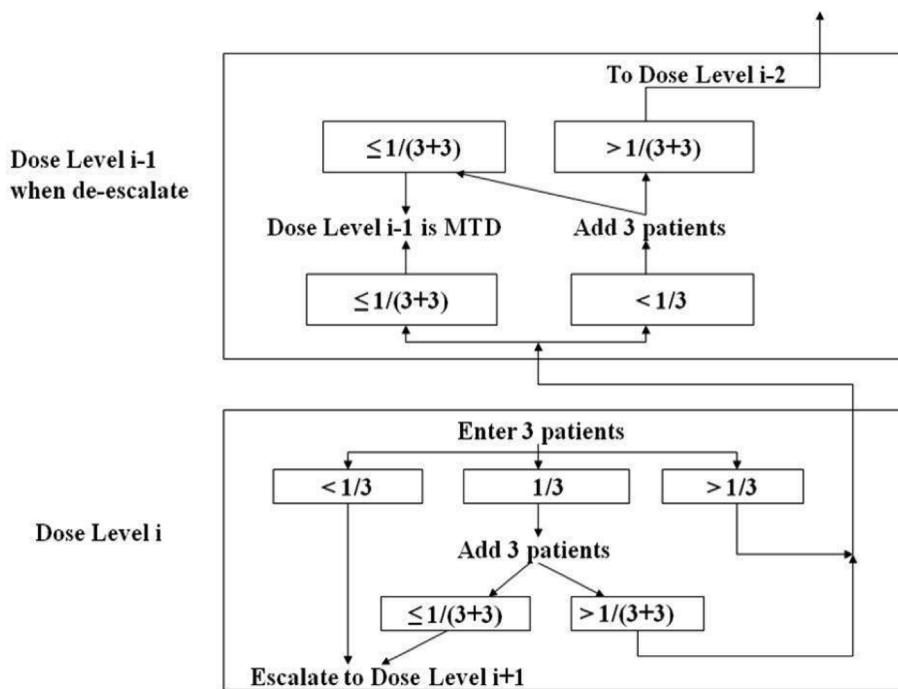 To Dose Level i-2
≤ 1/(3+3)
> 1/(3+3)
Dose Level i-1
when de-escalate
Dose Level i-1 is MTD
Add 3 patients
≤ 1/(3+3)
< 1/3
Enter 3 patients
< 1/3
1/3
> 1/3
Dose Level i
Add 3 patients
≤ 1/(3+3)
> 1/(3+3)
Escalate to Dose Level i+1